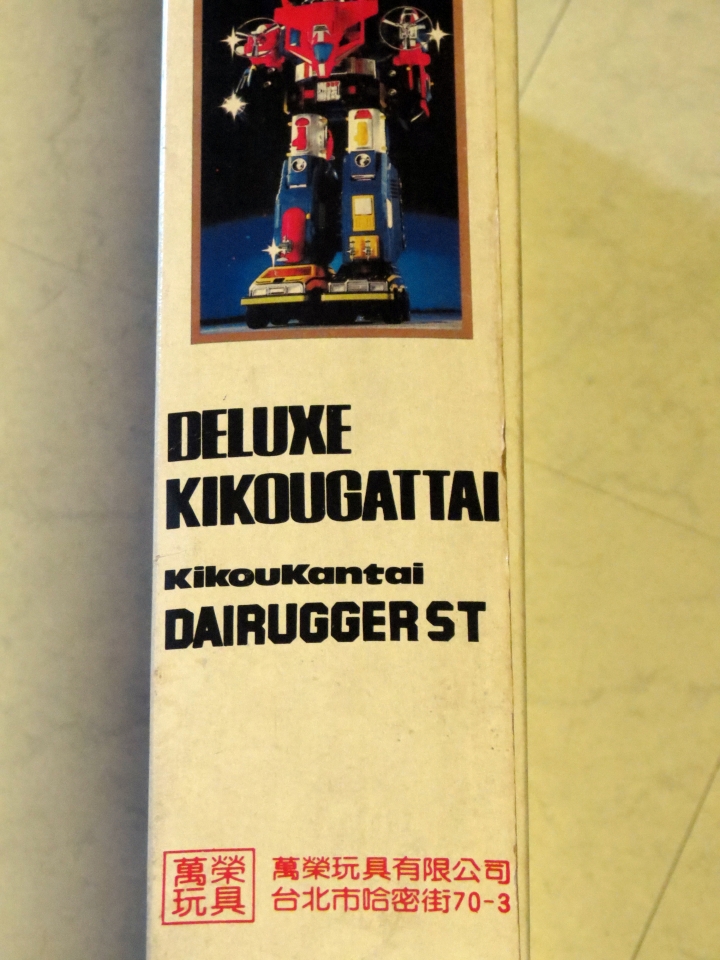 DELUXE
KIKOUGATTAI
KikouKantai
DAIRUGGER ST
萬榮
玩具
萬榮玩具有限公司
台北市哈密街70-3